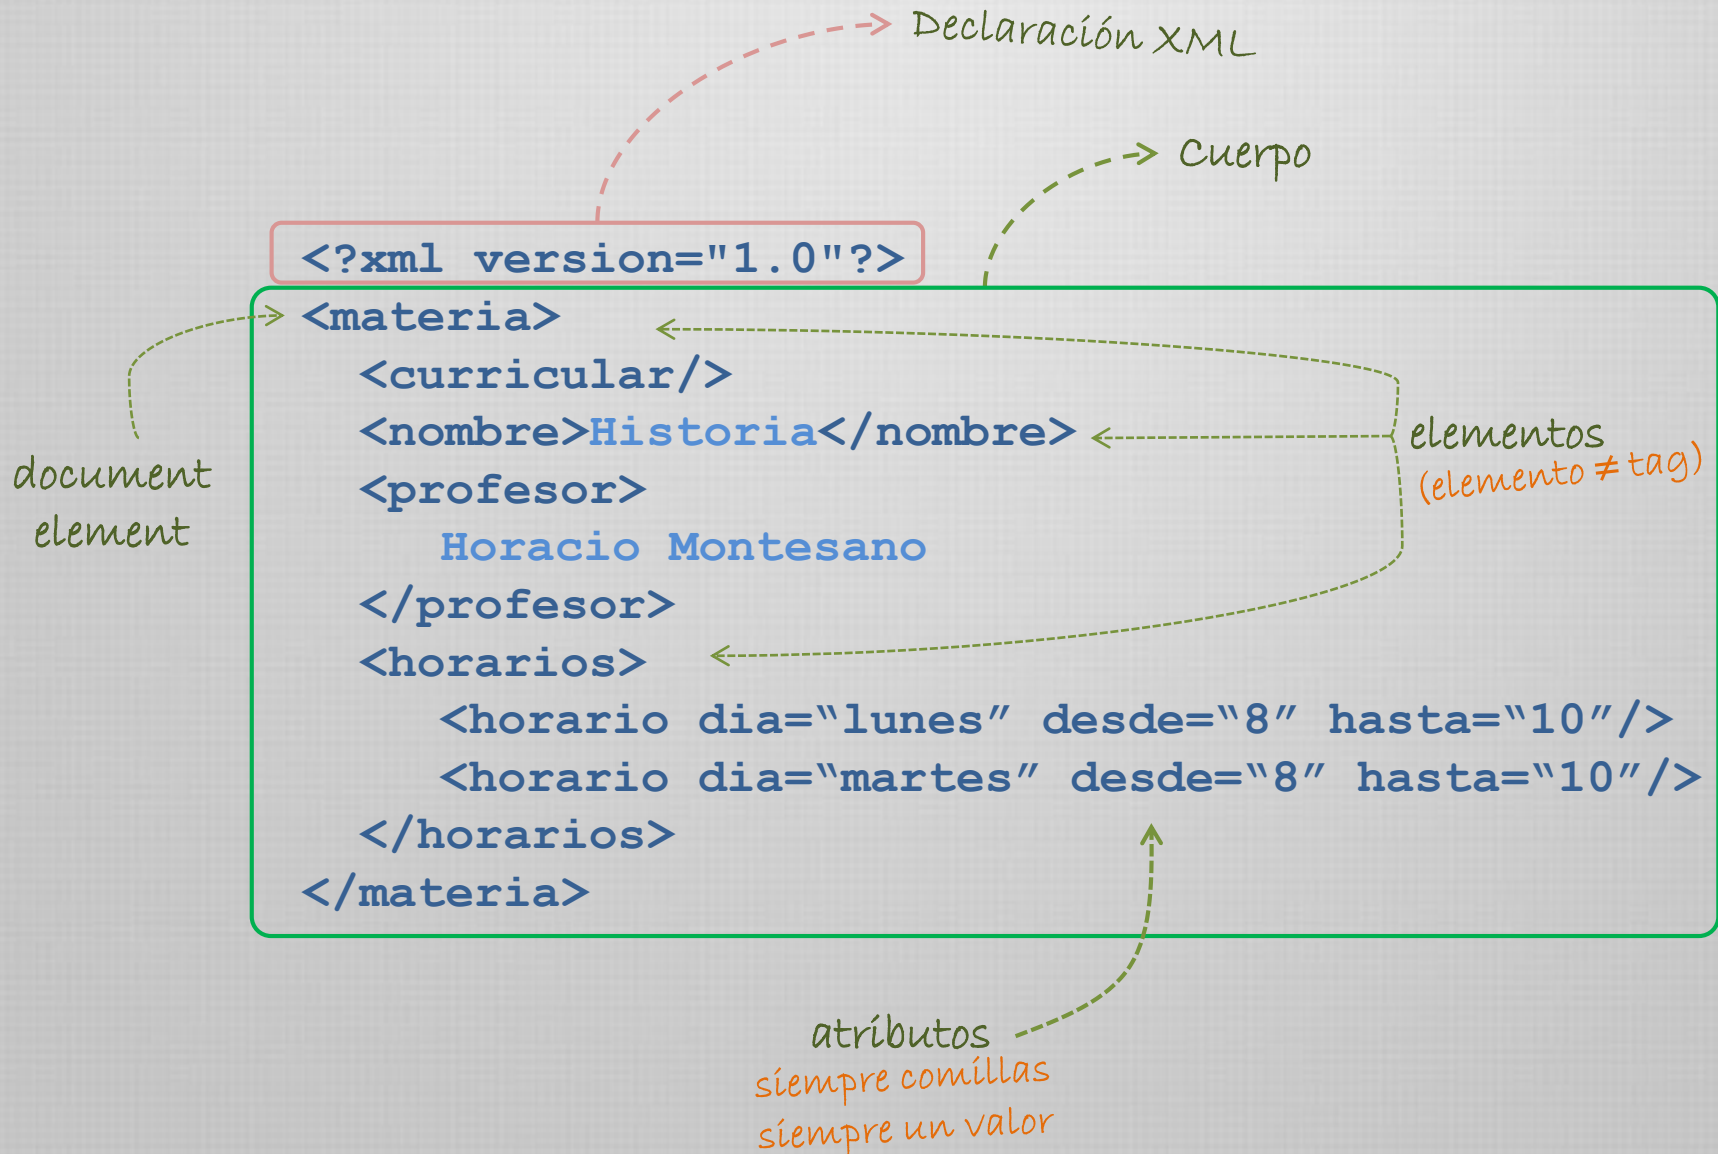 Declaración XML
Cuerpo
<?xml version="1.0"?>
<materia>
<curricular/>
<nombre>Historia</nombre>
<profesor>
Horacio Montesano
</profesor>
<horarios>
<horario dia=“lunes” desde=“8” hasta=“10”/>
<horario dia=“martes” desde=“8” hasta=“10”/>
</horarios>
</materia>
document
element
elementos
(elemento ≠ tag)
atributos
siempre comillas
siempre un valor